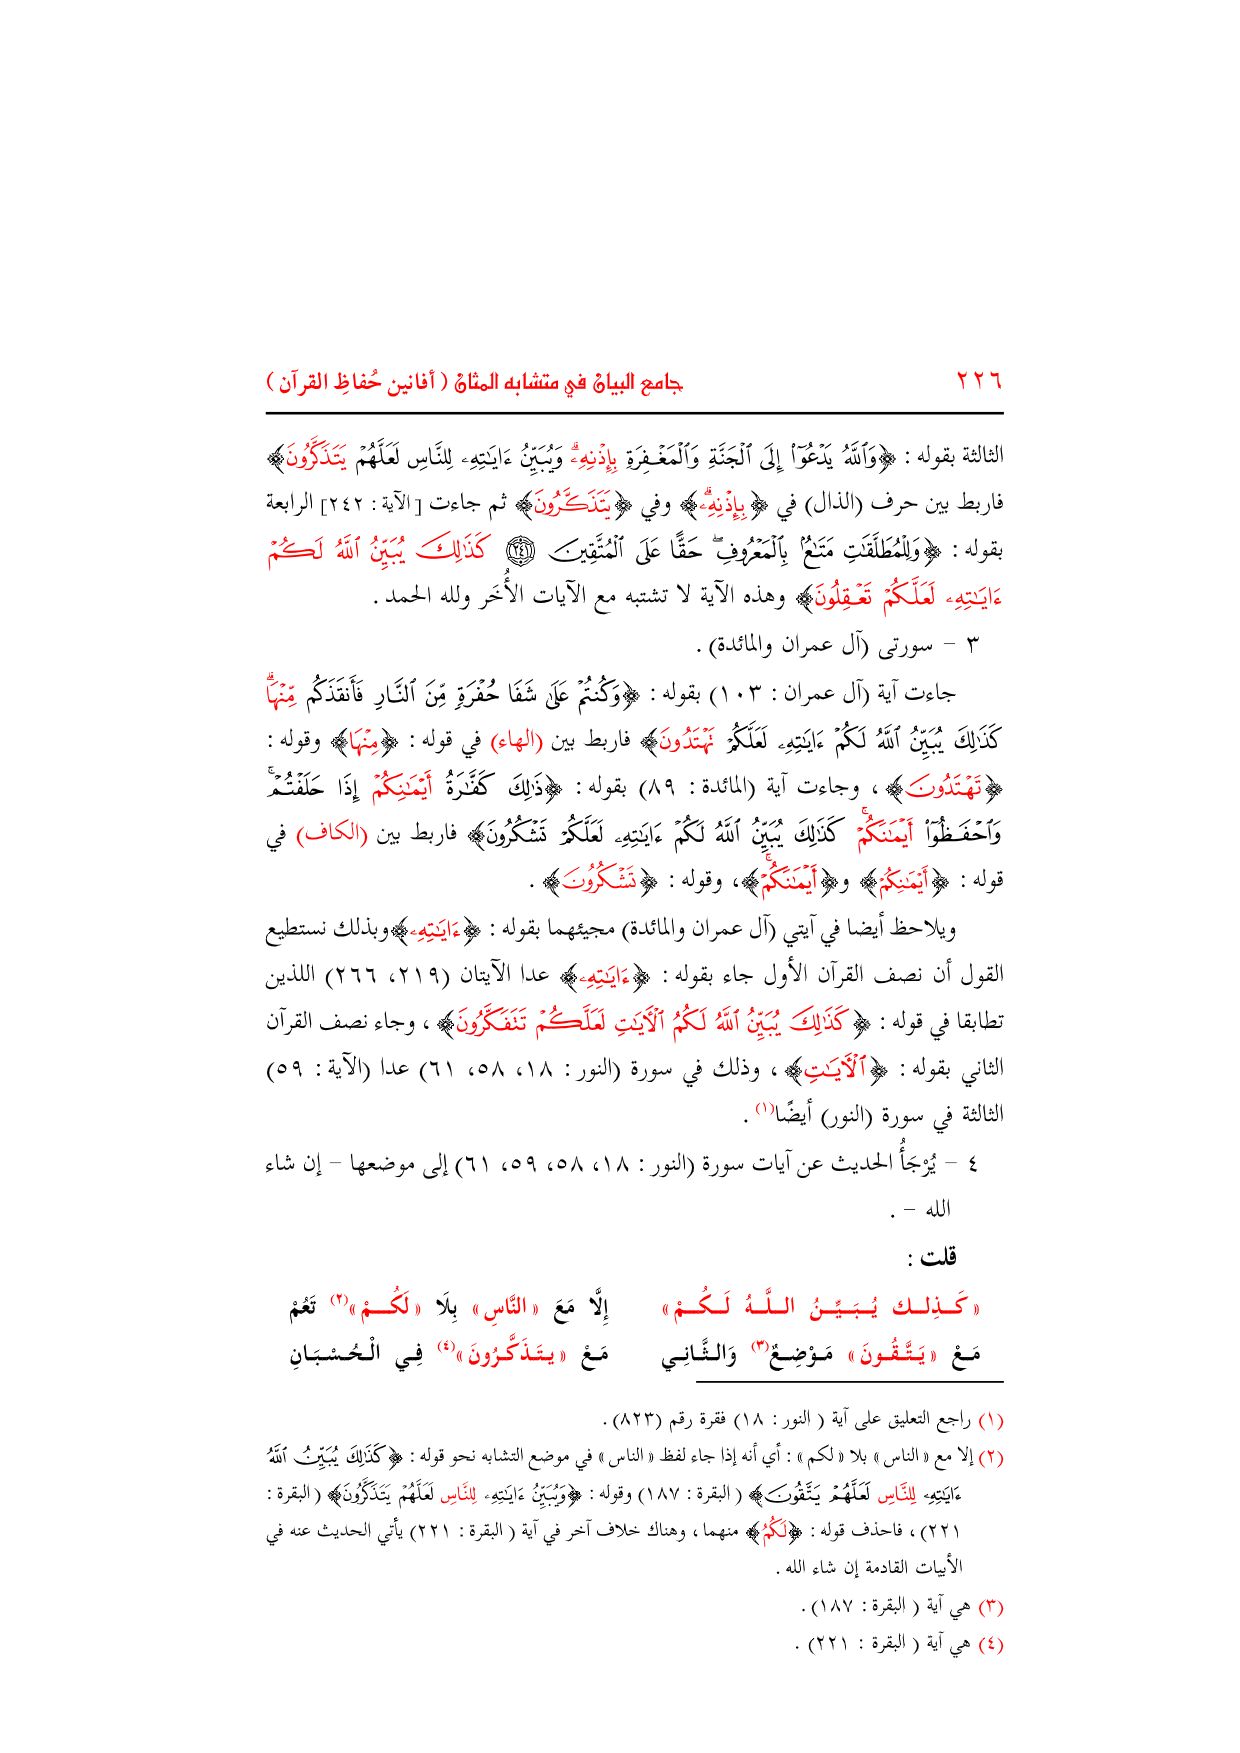 ٢٢٦ جامع البيان في متشابه المثان ( أفانين حُفاظِ القرآن )
الثالثة بقوله : ﴿وَٱللَّهُ يَدْعُوٓا۟ إِلَى ٱلْجَنَّةِ وَٱلْمَغْفِرَةِ بِإِذْنِهِۦ ۖ وَيُبَيِّنُ ءَايَـٰتِهِۦ لِلنَّاسِ لَعَلَّهُمْ يَتَذَكَّرُونَ﴾
فاربط بين حرف (الذال) في ﴿بِإِذْنِهِۦ ۖ﴾ وفي ﴿يَتَذَكَّرُونَ﴾ ثم جاءت [ الآية : ٢٤٢] الرابعة
بقوله : ﴿وَلِلْمُطَلَّقَـٰتِ مَتَـٰعٌۢ بِٱلْمَعْرُوفِ ۖ حَقًّا عَلَى ٱلْمُتَّقِينَ ﴿٢٤١﴾ كَذَٰلِكَ يُبَيِّنُ ٱللَّهُ لَكُمْ
ءَايَـٰتِهِۦ لَعَلَّكُمْ تَعْقِلُونَ﴾ وهذه الآية لا تشتبه مع الآيات الأُخَر ولله الحمد .
٣ – سورتى (آل عمران والمائدة) .
جاءت آية (آل عمران : ١٠٣) بقوله : ﴿وَكُنتُمْ عَلَىٰ شَفَا حُفْرَةٍ مِّنَ ٱلنَّارِ فَأَنقَذَكُم مِّنْهَا ۗ
كَذَٰلِكَ يُبَيِّنُ ٱللَّهُ لَكُمْ ءَايَـٰتِهِۦ لَعَلَّكُمْ تَهْتَدُونَ﴾ فاربط بين (الهاء) في قوله : ﴿مِنْهَا﴾ وقوله :
﴿تَهْتَدُونَ﴾ ، وجاءت آية (المائدة : ٨٩) بقوله : ﴿ذَٰلِكَ كَفَّـٰرَةُ أَيْمَـٰنِكُمْ إِذَا حَلَفْتُمْ ۚ
وَٱحْفَظُوٓا۟ أَيْمَـٰنَكُمْ ۚ كَذَٰلِكَ يُبَيِّنُ ٱللَّهُ لَكُمْ ءَايَـٰتِهِۦ لَعَلَّكُمْ تَشْكُرُونَ﴾ فاربط بين (الكاف) في
قوله : ﴿أَيْمَـٰنِكُمْ﴾ و﴿أَيْمَـٰنَكُمْ ۚ﴾، وقوله : ﴿تَشْكُرُونَ﴾ .
ويلاحظ أيضا في آيتي (آل عمران والمائدة) مجيئهما بقوله : ﴿ءَايَـٰتِهِۦ﴾وبذلك نستطيع
القول أن نصف القرآن الأول جاء بقوله : ﴿ءَايَـٰتِهِۦ﴾ عدا الآيتان (٢١٩، ٢٦٦) اللذين
تطابقا في قوله : ﴿كَذَٰلِكَ يُبَيِّنُ ٱللَّهُ لَكُمُ ٱلْـَٔايَـٰتِ لَعَلَّكُمْ تَتَفَكَّرُونَ﴾ ، وجاء نصف القرآن
الثاني بقوله : ﴿ٱلْـَٔايَـٰتِ﴾ ، وذلك في سورة (النور : ١٨، ٥٨، ٦١) عدا (الآية : ٥٩)
الثالثة في سورة (النور) أيضًا(١) .
٤ – يُرْجَأُ الحديث عن آيات سورة (النور : ١٨، ٥٨، ٥٩، ٦١) إلى موضعها – إن شاء
الله – .
قلت :
« كَـذِلـك يُـبَـيِّـنُ الـلَّـهُ لَـكُـمْ » إِلَّا مَعَ « النَّاسِ » بِلَا « لَكُـمْ »(٢) تَعُمْ
مَـعْ « يَـتَّـقُـونَ » مَـوْضِـعٌ(٣) وَالـثَّـانِـي مَـعْ « يـتَـذَكَّـرُونَ »(٤) فِـي الْـحُـسْـبَـانِ
(١) راجع التعليق على آية ( النور : ١٨) فقرة رقم (٨٢٣) .
(٢) إلا مع « الناس » بلا « لكم » : أي أنه إذا جاء لفظ « الناس » في موضع التشابه نحو قوله : ﴿كَذَٰلِكَ يُبَيِّنُ ٱللَّهُ
ءَايَـٰتِهِۦ لِلنَّاسِ لَعَلَّهُمْ يَتَّقُونَ﴾ ( البقرة : ١٨٧) وقوله : ﴿وَيُبَيِّنُ ءَايَـٰتِهِۦ لِلنَّاسِ لَعَلَّهُمْ يَتَذَكَّرُونَ﴾ ( البقرة :
٢٢١) ، فاحذف قوله : ﴿لَكُمْ﴾ منهما ، وهناك خلاف آخر في آية ( البقرة : ٢٢١) يأتي الحديث عنه في
الأبيات القادمة إن شاء الله .
(٣) هي آية ( البقرة : ١٨٧) .
(٤) هي آية ( البقرة : ٢٢١) .